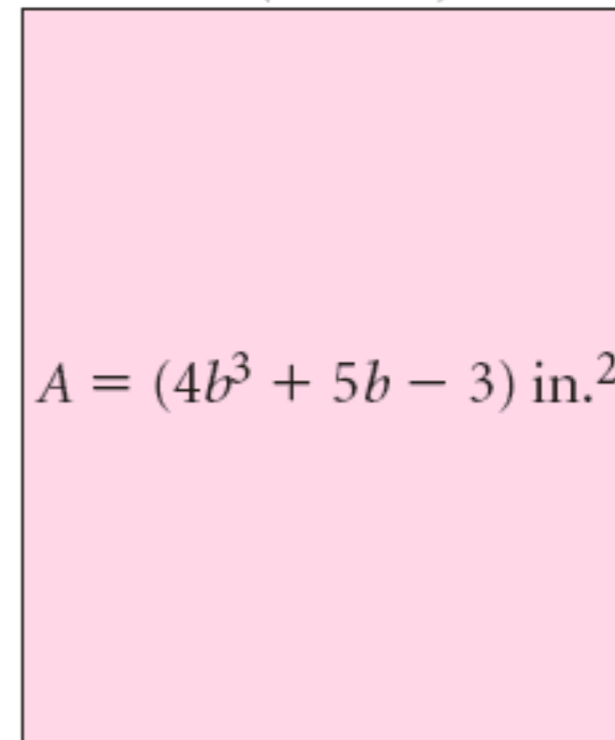 A = (4b³ + 5b − 3) in.²